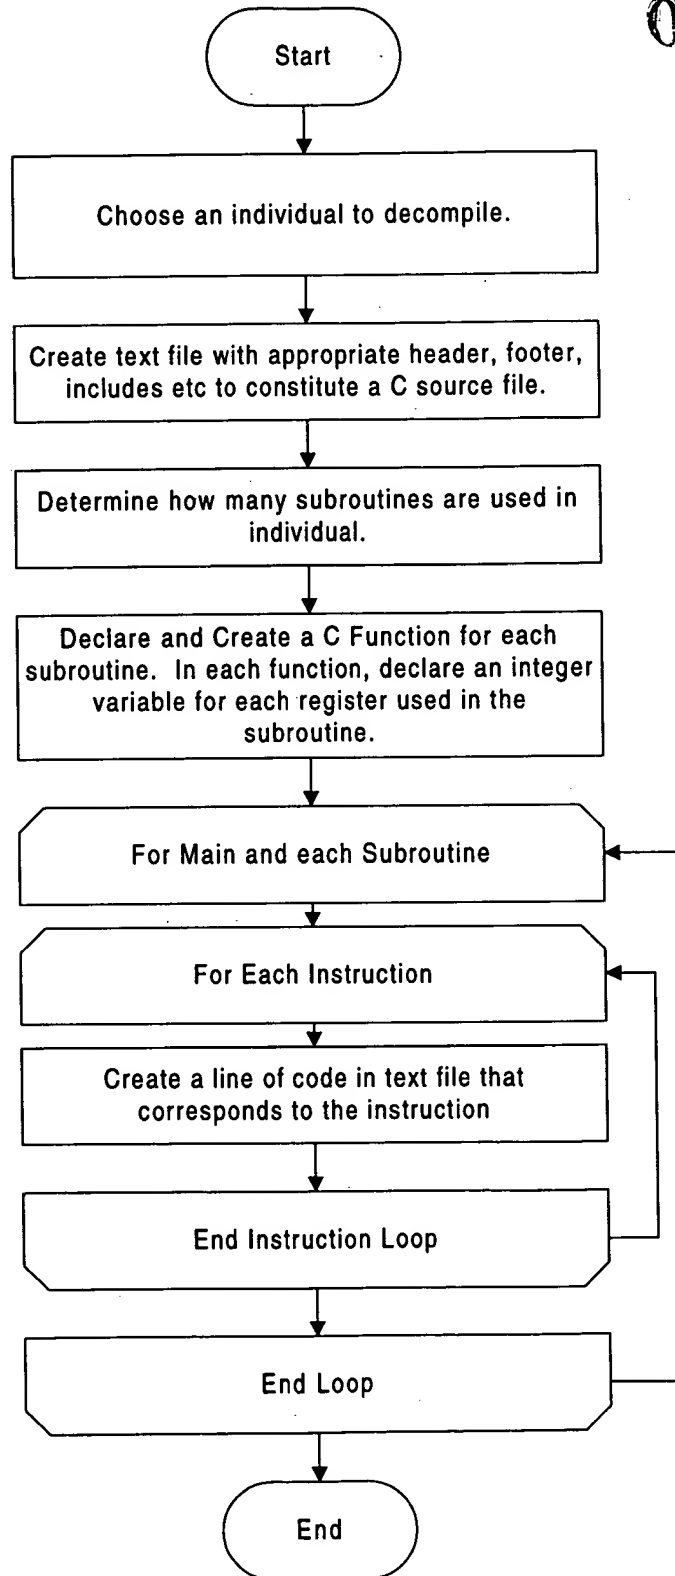 Start
Choose an individual to decompile.
Create text file with appropriate header, footer,
includes etc to constitute a C source file.
Determine how many subroutines are used in
individual.
Declare and Create a C Function for each
subroutine. In each function, declare an integer
variable for each register used in the
subroutine.
For Main and each Subroutine
For Each Instruction
Create a line of code in text file that
corresponds to the instruction
End Instruction Loop
End Loop
End